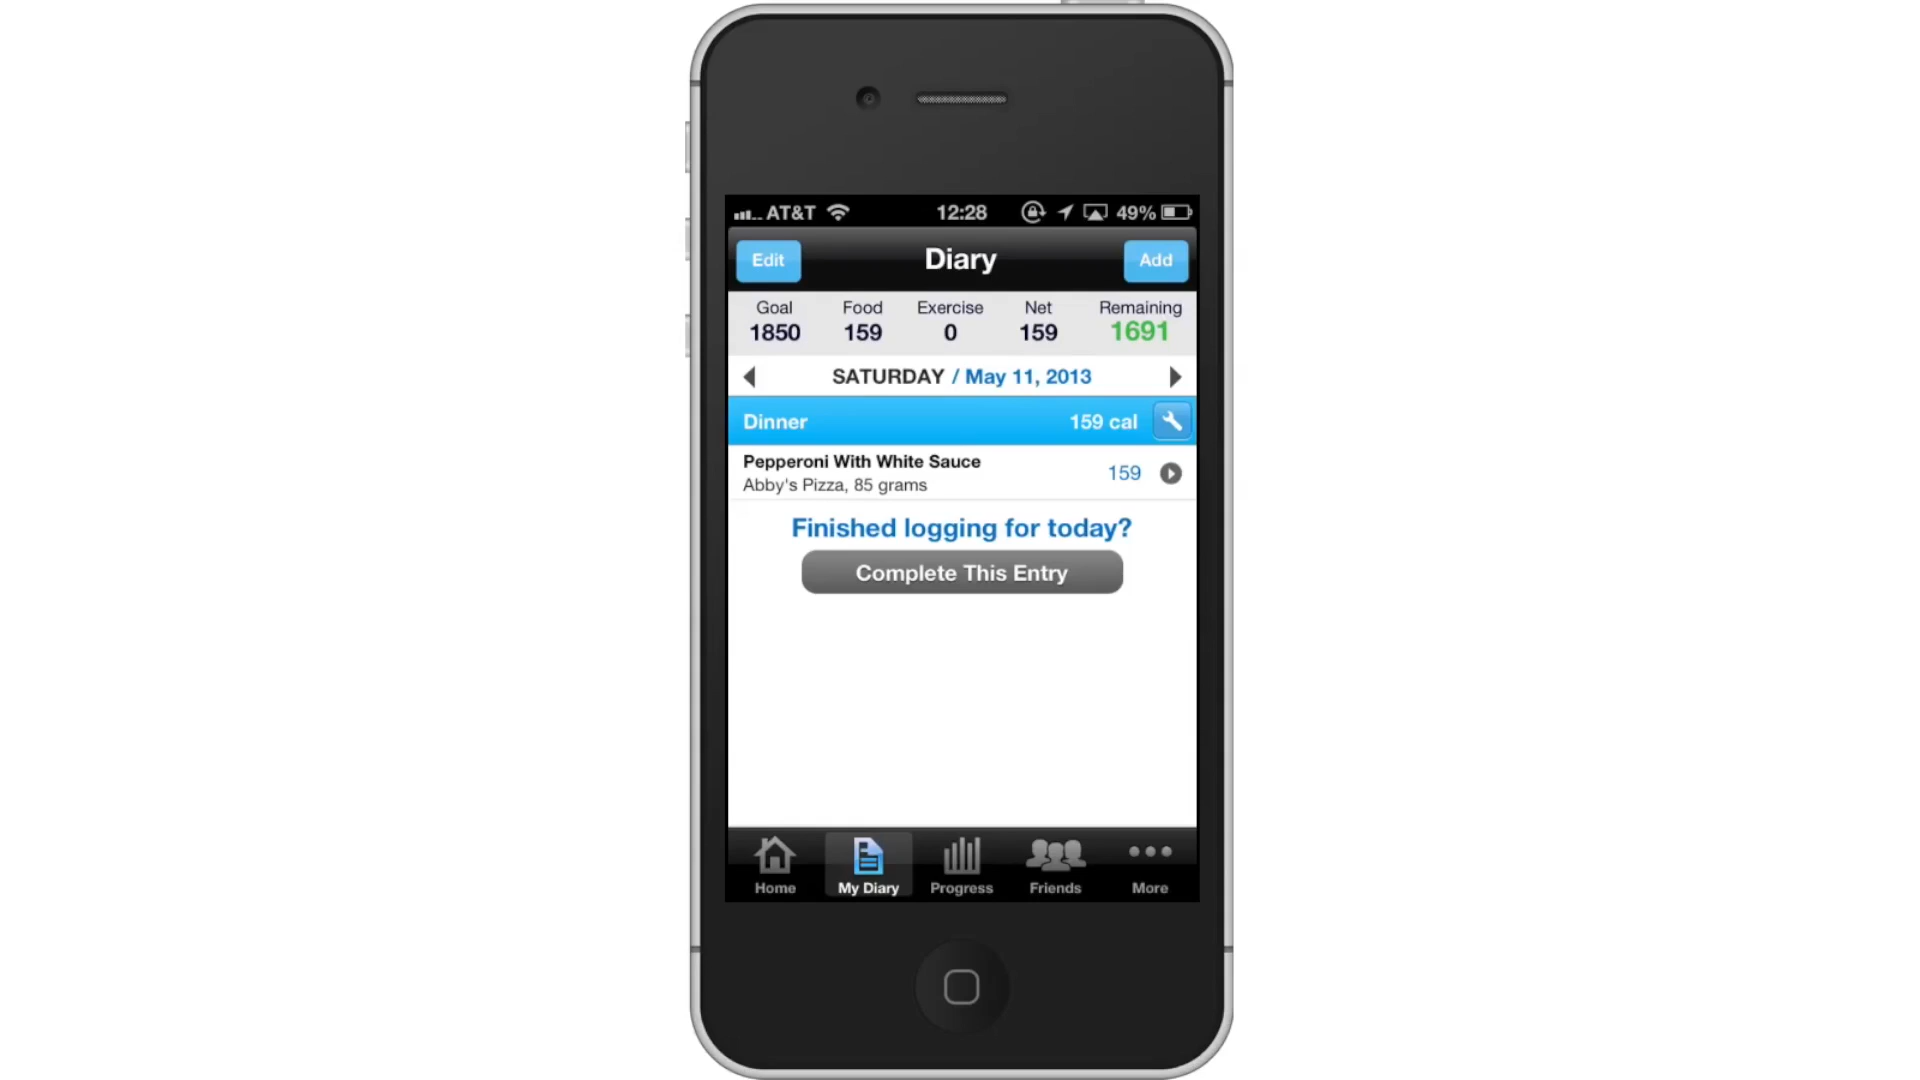 AT&T 12:28 49%
Edit Diary Add
Goal Food Exercise Net Remaining
1850 159 0 159 1691
SATURDAY / May 11, 2013
Dinner 159 cal
Pepperoni With White Sauce 159
Abby's Pizza, 85 grams
Finished logging for today?
Complete This Entry
Home My Diary Progress Friends More